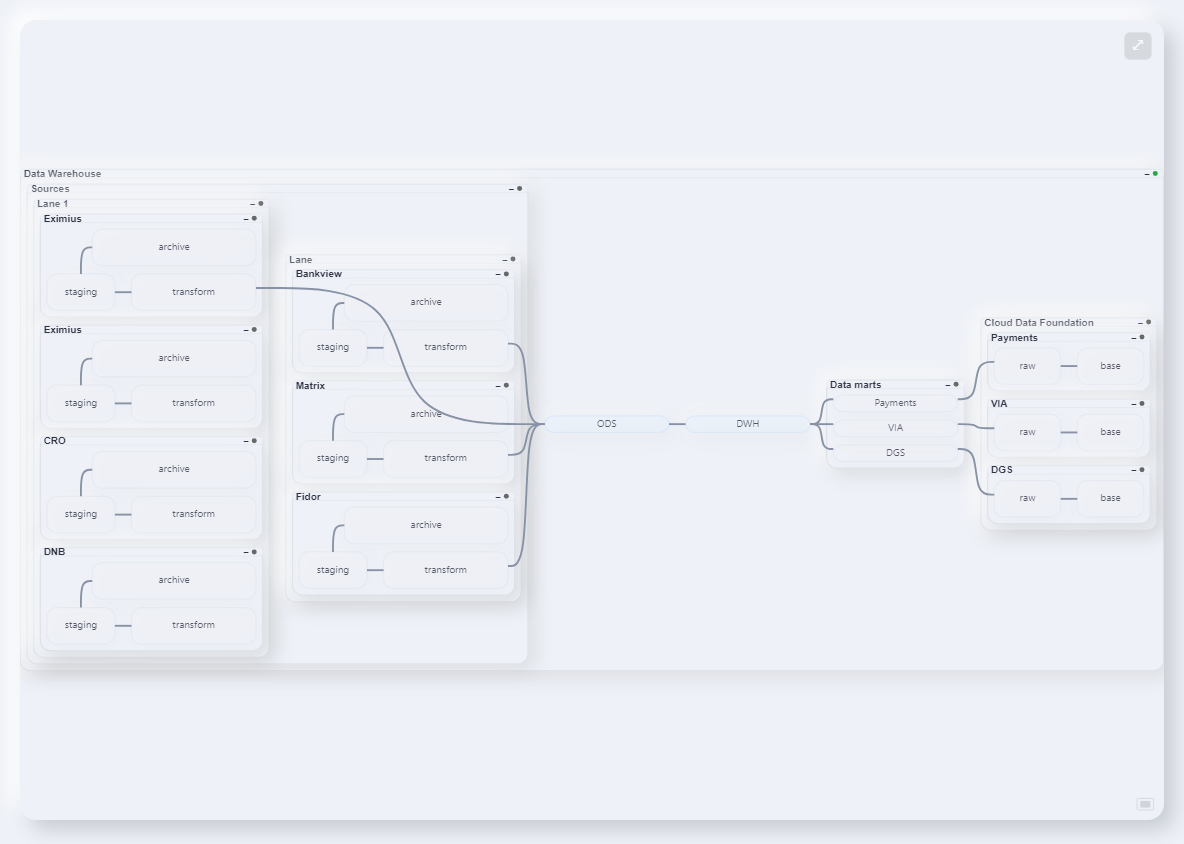 Data Warehouse
Sources
Lane 1
Eximius
archive
staging
transform
Eximius
archive
staging
transform
CRO
archive
staging
transform
DNB
archive
staging
transform
Lane
Bankview
archive
staging
transform
Matrix
archive
staging
transform
Fidor
archive
staging
transform
ODS
DWH
Data marts
Payments
VIA
DGS
Cloud Data Foundation
Payments
raw
base
VIA
raw
base
DGS
raw
base